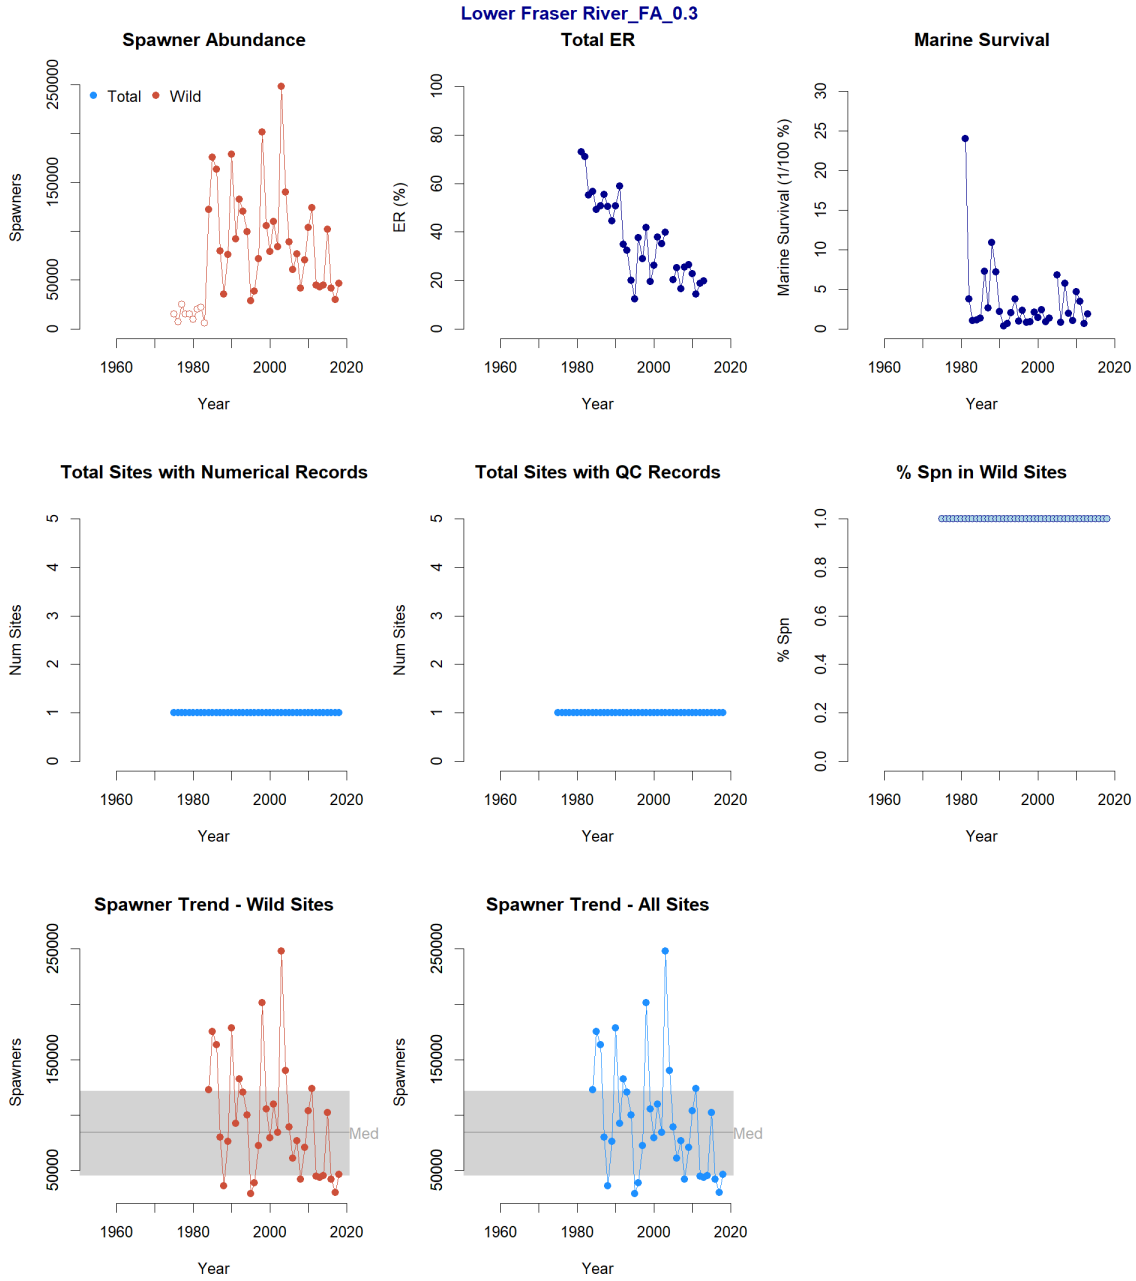 Lower Fraser River_FA_0.3
Spawner Abundance
Total ER
Marine Survival
Total
Wild
Spawners
0
50000
150000
250000
1960
1980
2000
2020
Year
ER (%)
0
20
40
60
80
100
1960
1980
2000
2020
Year
Marine Survival (1/100 %)
0
5
10
15
20
25
30
1960
1980
2000
2020
Year
Total Sites with Numerical Records
Total Sites with QC Records
% Spn in Wild Sites
Num Sites
0
1
2
3
4
5
1960
1980
2000
2020
Year
Num Sites
0
1
2
3
4
5
1960
1980
2000
2020
Year
% Spn
0.0
0.2
0.4
0.6
0.8
1.0
1960
1980
2000
2020
Year
Spawner Trend - Wild Sites
Spawner Trend - All Sites
Spawners
50000
150000
250000
Med
1960
1980
2000
2020
Year
Spawners
50000
150000
250000
Med
1960
1980
2000
2020
Year